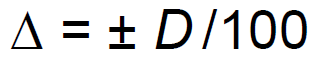 Δ = ± D/100